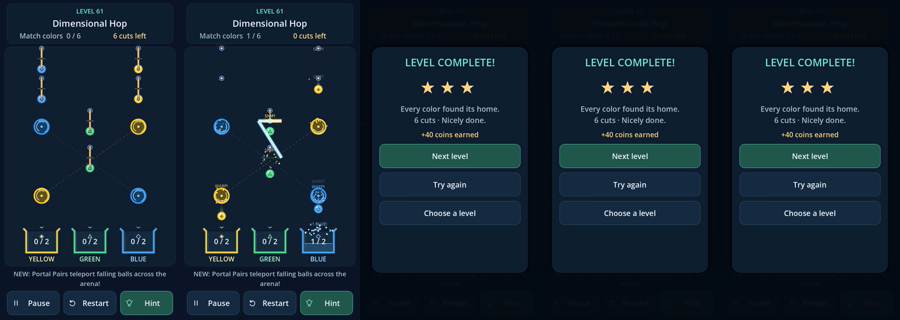 LEVEL 61
Dimensional Hop
Match colors 0 / 6 6 cuts left
0 / 2 0 / 2 0 / 2
YELLOW GREEN BLUE
NEW: Portal Pairs teleport falling balls across the
arena!
Pause Restart Hint
LEVEL 61
Dimensional Hop
Match colors 1 / 6 0 cuts left
0 / 2 0 / 2 1 / 2
YELLOW GREEN BLUE
NEW: Portal Pairs teleport falling balls across the
arena!
Pause Restart Hint
LEVEL COMPLETE!
Every color found its home.
6 cuts · Nicely done.
+40 coins earned
Next level
Try again
Choose a level
LEVEL COMPLETE!
Every color found its home.
6 cuts · Nicely done.
+40 coins earned
Next level
Try again
Choose a level
LEVEL COMPLETE!
Every color found its home.
6 cuts · Nicely done.
+40 coins earned
Next level
Try again
Choose a level